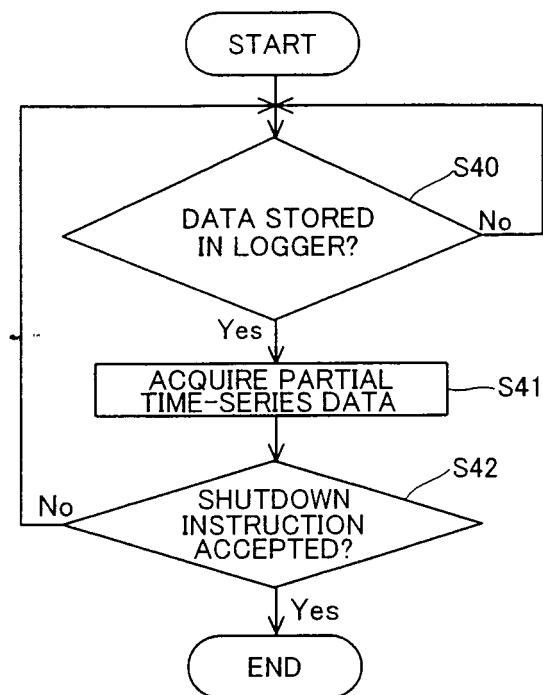 START
S40
DATA STORED
IN LOGGER?
No
Yes
ACQUIRE PARTIAL
TIME-SERIES DATA
S41
S42
No
SHUTDOWN
INSTRUCTION
ACCEPTED?
Yes
END